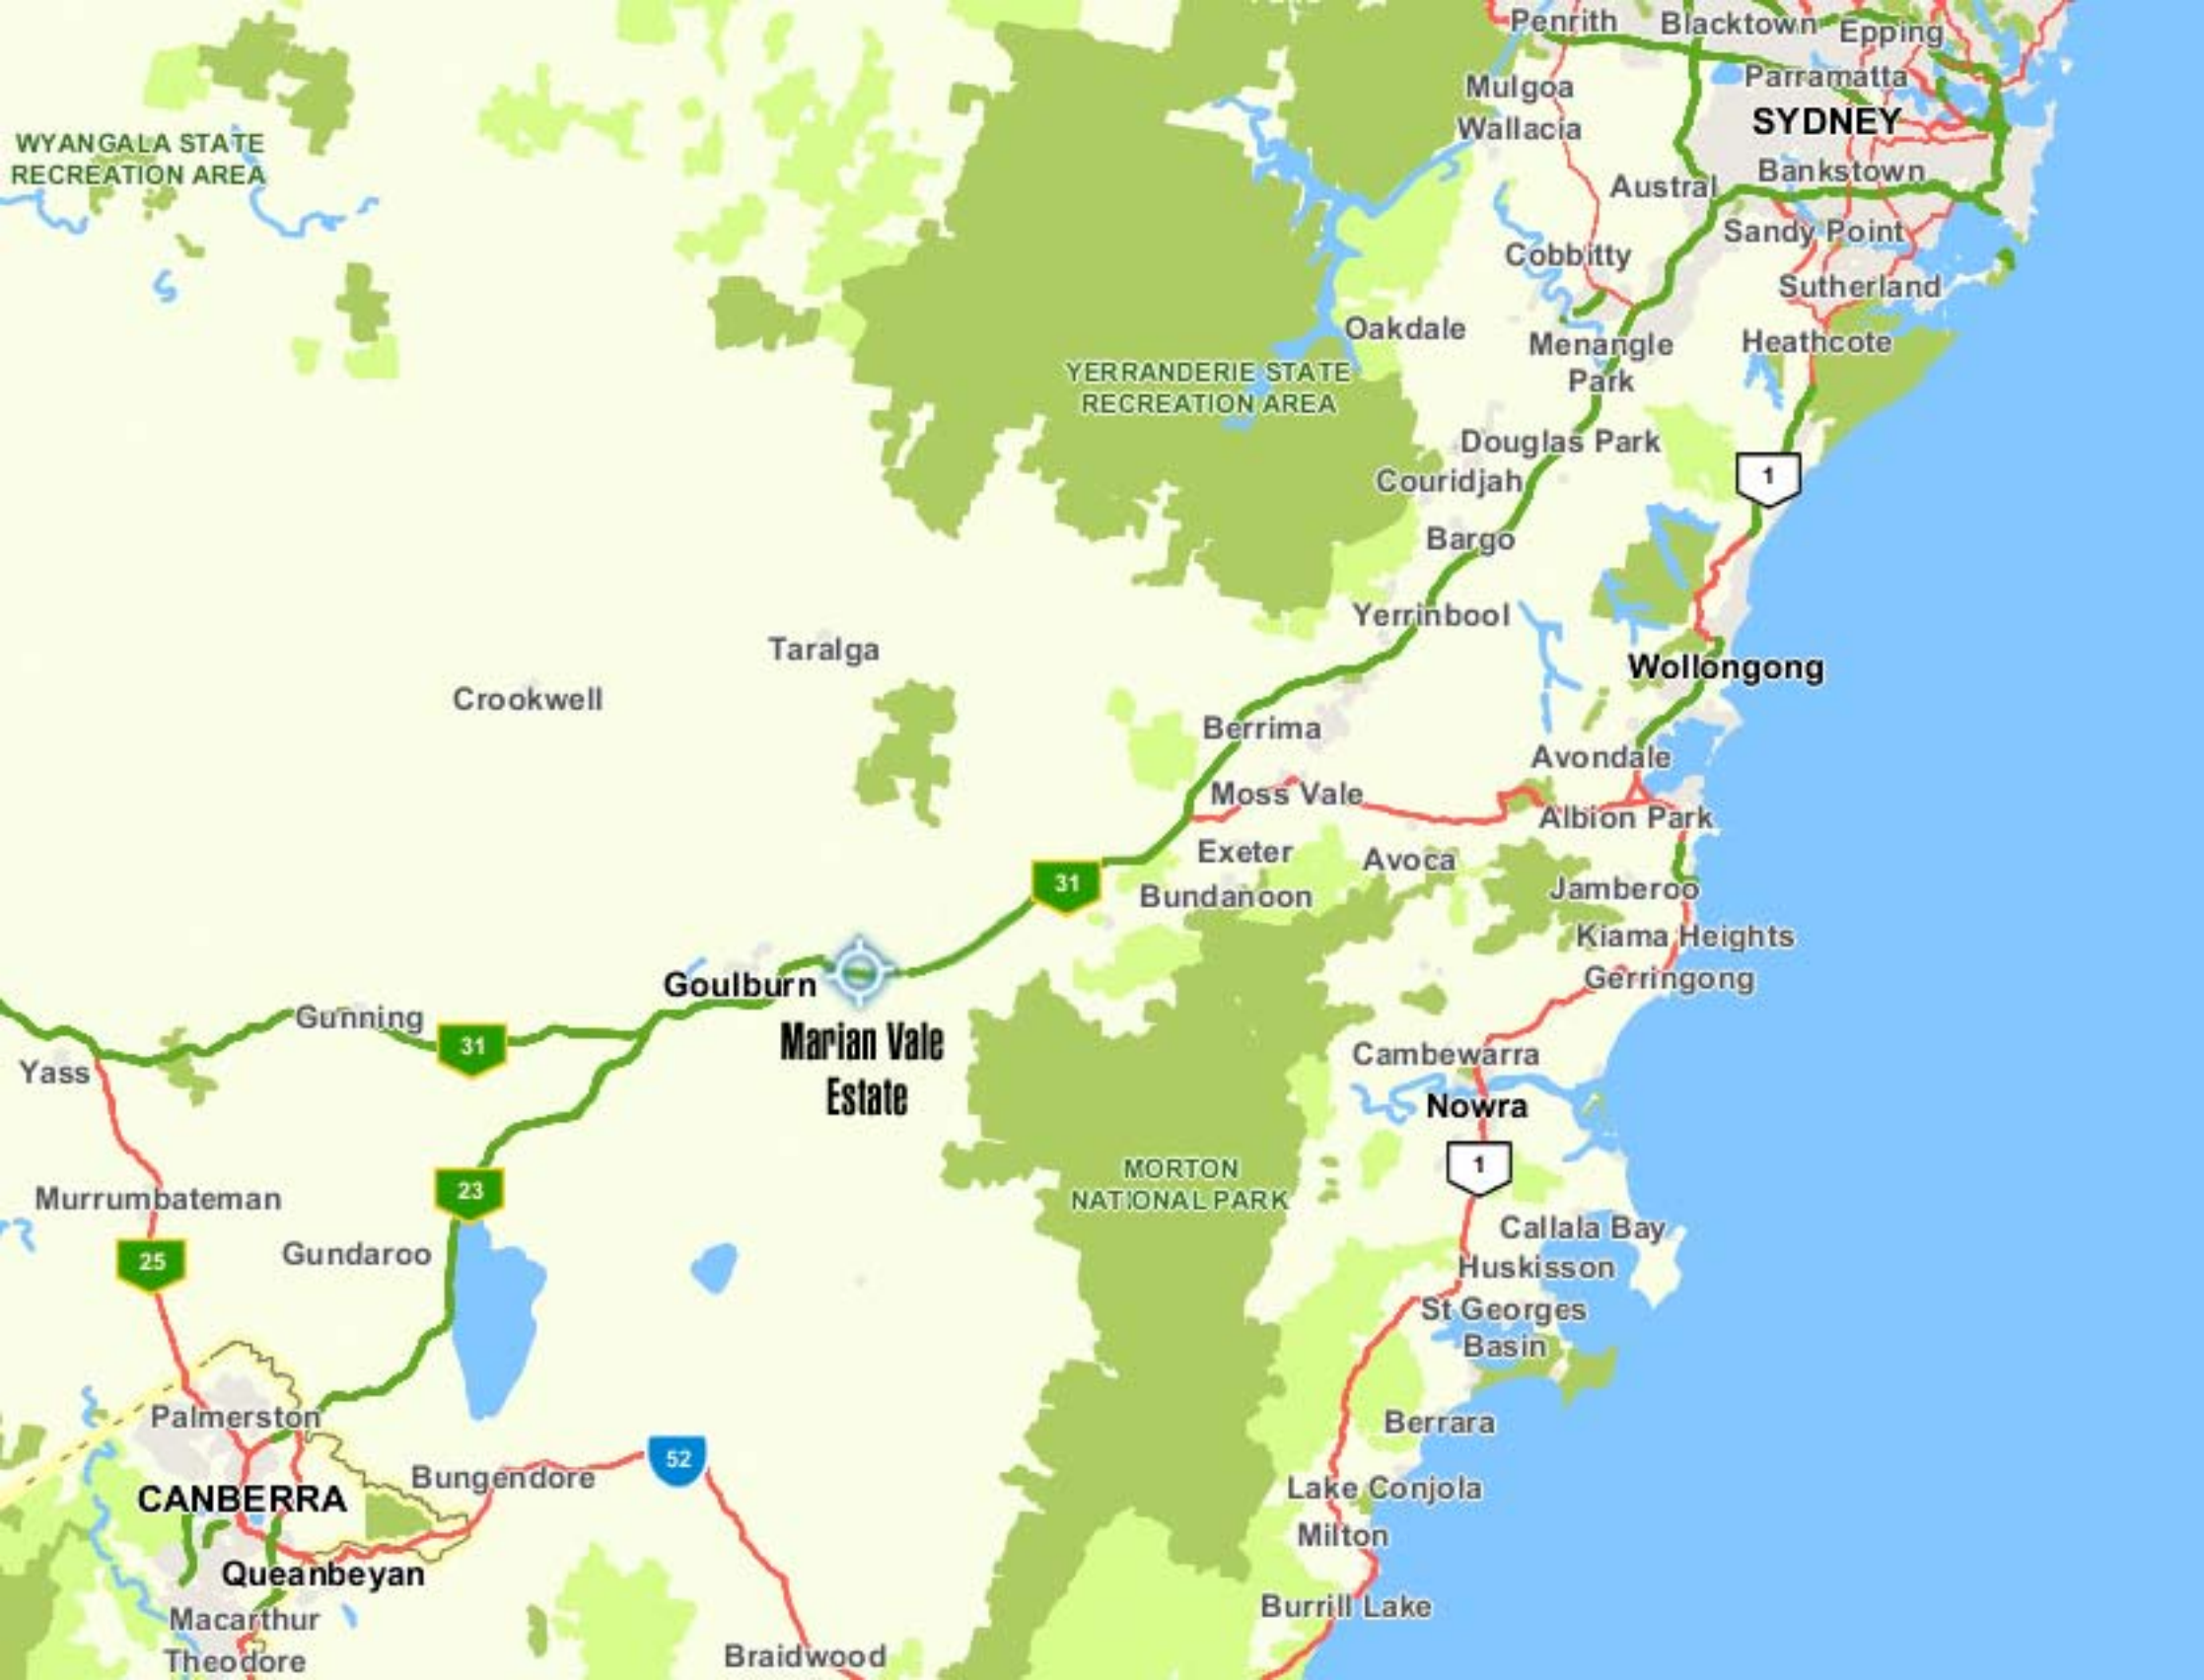 Penrith
Blacktown
Epping
Mulgoa
Parramatta
Wallacia
SYDNEY
WYANGALA STATE
RECREATION AREA
Austral
Bankstown
Sandy Point
Cobbitty
Sutherland
Oakdale
Menangle
Park
Heathcote
YERRANDERIE STATE
RECREATION AREA
Douglas Park
Couridjah
1
Bargo
Yerrinbool
Taralga
Crookwell
Wollongong
Berrima
Avondale
Moss Vale
Albion Park
Exeter
Avoca
31
Bundanoon
Jamberoo
Kiama Heights
Gerringong
Goulburn
Marian Vale
Estate
Gunning
31
Yass
Cambewarra
Nowra
1
MORTON
NATIONAL PARK
23
Murrumbateman
25
Gundaroo
Callala Bay
Huskisson
St Georges
Basin
Palmerston
Berrara
52
Bungendore
CANBERRA
Lake Conjola
Milton
Queanbeyan
Burrill Lake
Macarthur
Theodore
Braidwood